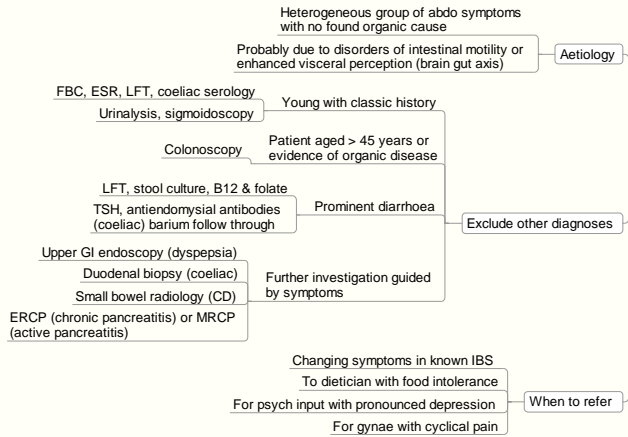 Heterogeneous group of abdo symptoms
with no found organic cause
Probably due to disorders of intestinal motility or
enhanced visceral perception (brain gut axis)
Aetiology
FBC, ESR, LFT, coeliac serology
Urinalysis, sigmoidoscopy
Young with classic history
Colonoscopy
Patient aged > 45 years or
evidence of organic disease
LFT, stool culture, B12 & folate
TSH, antiendomysial antibodies
(coeliac) barium follow through
Prominent diarrhoea
Exclude other diagnoses
Upper GI endoscopy (dyspepsia)
Duodenal biopsy (coeliac)
Small bowel radiology (CD)
ERCP (chronic pancreatitis) or MRCP
(active pancreatitis)
Further investigation guided
by symptoms
Changing symptoms in known IBS
To dietician with food intolerance
For psych input with pronounced depression
For gynae with cyclical pain
When to refer